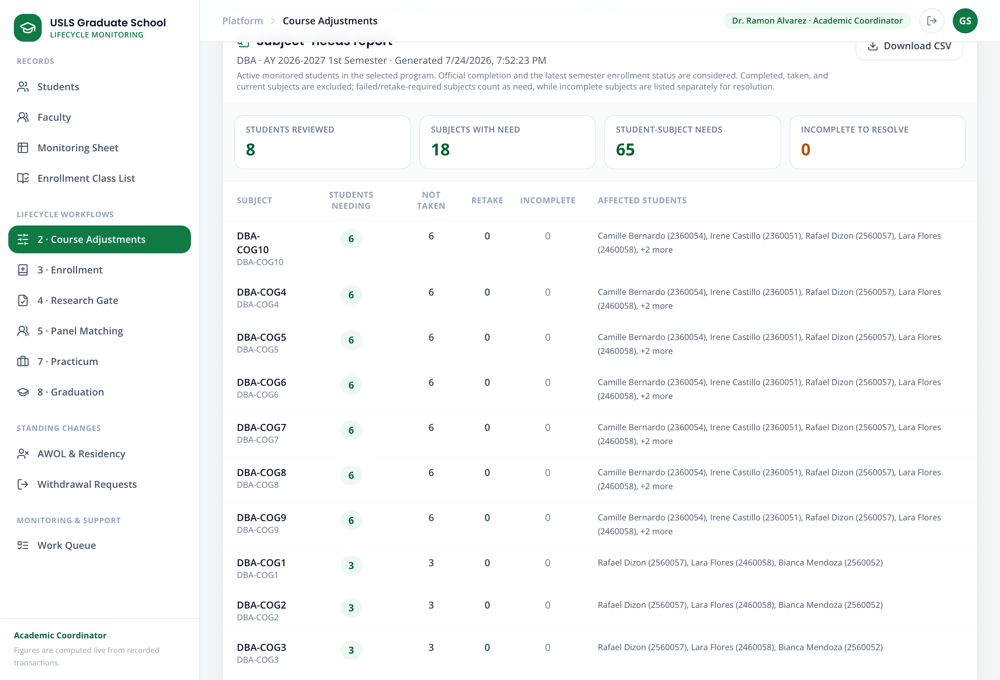 USLS Graduate School
LIFECYCLE MONITORING
RECORDS
Students
Faculty
Monitoring Sheet
Enrollment Class List
LIFECYCLE WORKFLOWS
2 · Course Adjustments
3 · Enrollment
4 · Research Gate
5 · Panel Matching
7 · Practicum
8 · Graduation
STANDING CHANGES
AWOL & Residency
Withdrawal Requests
MONITORING & SUPPORT
Work Queue
Academic Coordinator
Figures are computed live from recorded
transactions.
Platform
Course Adjustments
Dr. Ramon Alvarez · Academic Coordinator
GS
Subject-needs report
Download CSV
DBA · AY 2026-2027 1st Semester · Generated 7/24/2026, 7:52:23 PM
Active monitored students in the selected program. Official completion and the latest semester enrollment status are considered. Completed, taken, and
current subjects are excluded; failed/retake-required subjects count as need, while incomplete subjects are listed separately for resolution.
STUDENTS REVIEWED
8
SUBJECTS WITH NEED
18
STUDENT-SUBJECT NEEDS
65
INCOMPLETE TO RESOLVE
0
SUBJECT STUDENTS NEEDING NOT TAKEN RETAKE INCOMPLETE AFFECTED STUDENTS
DBA-
COG10
DBA-COG10
6 6 0 0 Camille Bernardo (2360054), Irene Castillo (2360051), Rafael Dizon (2560057), Lara Flores
(2460058), +2 more
DBA-COG4
DBA-COG4
6 6 0 0 Camille Bernardo (2360054), Irene Castillo (2360051), Rafael Dizon (2560057), Lara Flores
(2460058), +2 more
DBA-COG5
DBA-COG5
6 6 0 0 Camille Bernardo (2360054), Irene Castillo (2360051), Rafael Dizon (2560057), Lara Flores
(2460058), +2 more
DBA-COG6
DBA-COG6
6 6 0 0 Camille Bernardo (2360054), Irene Castillo (2360051), Rafael Dizon (2560057), Lara Flores
(2460058), +2 more
DBA-COG7
DBA-COG7
6 6 0 0 Camille Bernardo (2360054), Irene Castillo (2360051), Rafael Dizon (2560057), Lara Flores
(2460058), +2 more
DBA-COG8
DBA-COG8
6 6 0 0 Camille Bernardo (2360054), Irene Castillo (2360051), Rafael Dizon (2560057), Lara Flores
(2460058), +2 more
DBA-COG9
DBA-COG9
6 6 0 0 Camille Bernardo (2360054), Irene Castillo (2360051), Rafael Dizon (2560057), Lara Flores
(2460058), +2 more
DBA-COG1
DBA-COG1
3 3 0 0 Rafael Dizon (2560057), Lara Flores (2460058), Bianca Mendoza (2560052)
DBA-COG2
DBA-COG2
3 3 0 0 Rafael Dizon (2560057), Lara Flores (2460058), Bianca Mendoza (2560052)
DBA-COG3
DBA-COG3
3 3 0 0 Rafael Dizon (2560057), Lara Flores (2460058), Bianca Mendoza (2560052)